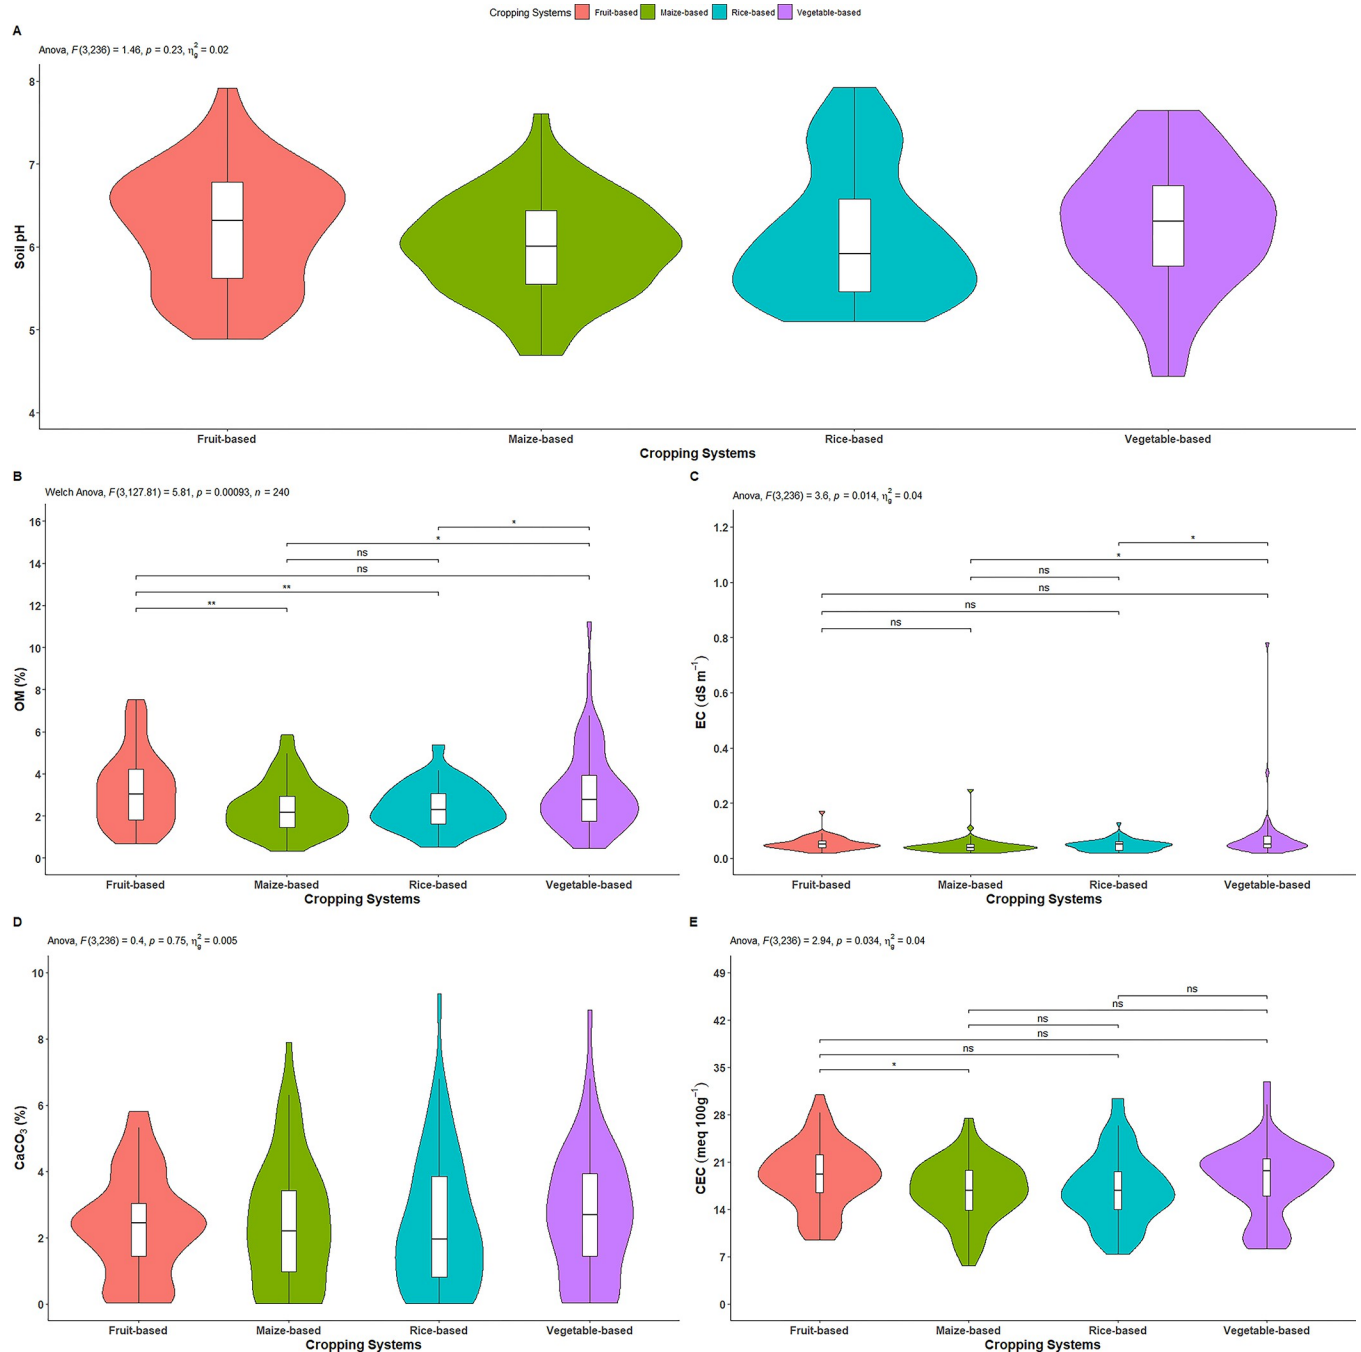 Cropping Systems Fruit-based Maize-based Rice-based Vegetable-based
A
Anova, F(3,236) = 1.46, p = 0.23, η²g = 0.02
8
7
6
5
4
Soil pH
Fruit-based Maize-based Rice-based Vegetable-based
Cropping Systems
B
Welch Anova, F(3,127.81) = 5.81, p = 0.00093, n = 240
16
14
12
10
8
6
4
2
0
OM (%)
*
*
ns
ns
**
**
Fruit-based Maize-based Rice-based Vegetable-based
Cropping Systems
C
Anova, F(3,236) = 3.6, p = 0.014, η²g = 0.04
1.2
1.0
0.8
0.6
0.4
0.2
0.0
EC (dS m⁻¹)
*
*
ns
ns
ns
ns
Fruit-based Maize-based Rice-based Vegetable-based
Cropping Systems
D
Anova, F(3,236) = 0.4, p = 0.75, η²g = 0.005
10
8
6
4
2
0
CaCO₃ (%)
Fruit-based Maize-based Rice-based Vegetable-based
Cropping Systems
E
Anova, F(3,236) = 2.94, p = 0.034, η²g = 0.04
49
42
35
28
21
14
7
0
CEC (meq 100g⁻¹)
ns
ns
ns
ns
ns
*
Fruit-based Maize-based Rice-based Vegetable-based
Cropping Systems